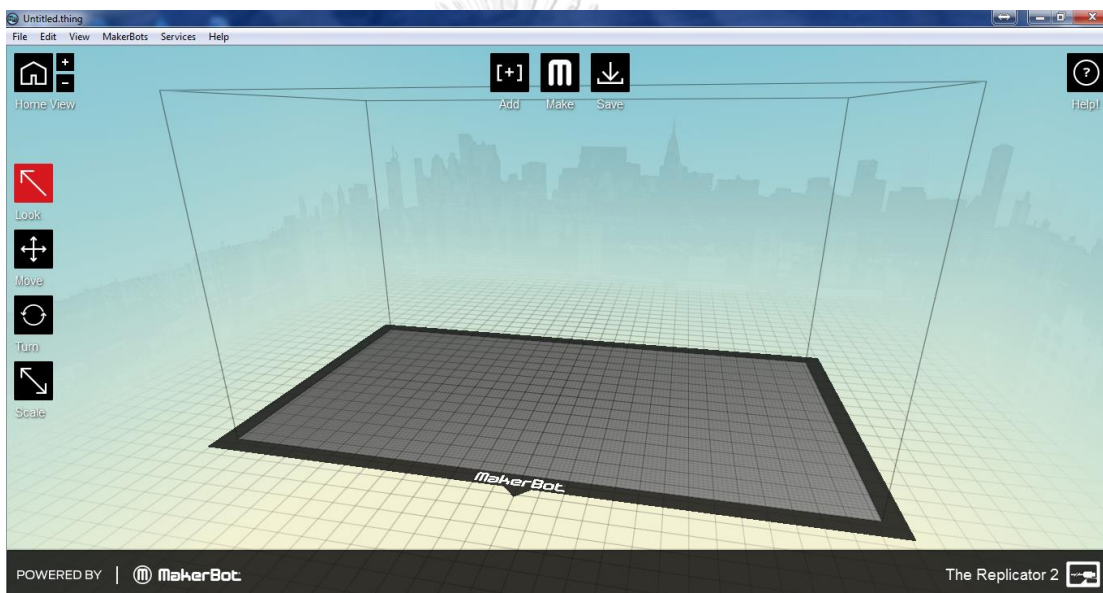 Untitled.thing
File Edit View MakerBots Services Help
[+]
M
?
+
-
Home View
Add
Make
Save
Help!
Look
Move
Turn
Scale
MakerBot
POWERED BY | M MakerBot
The Replicator 2